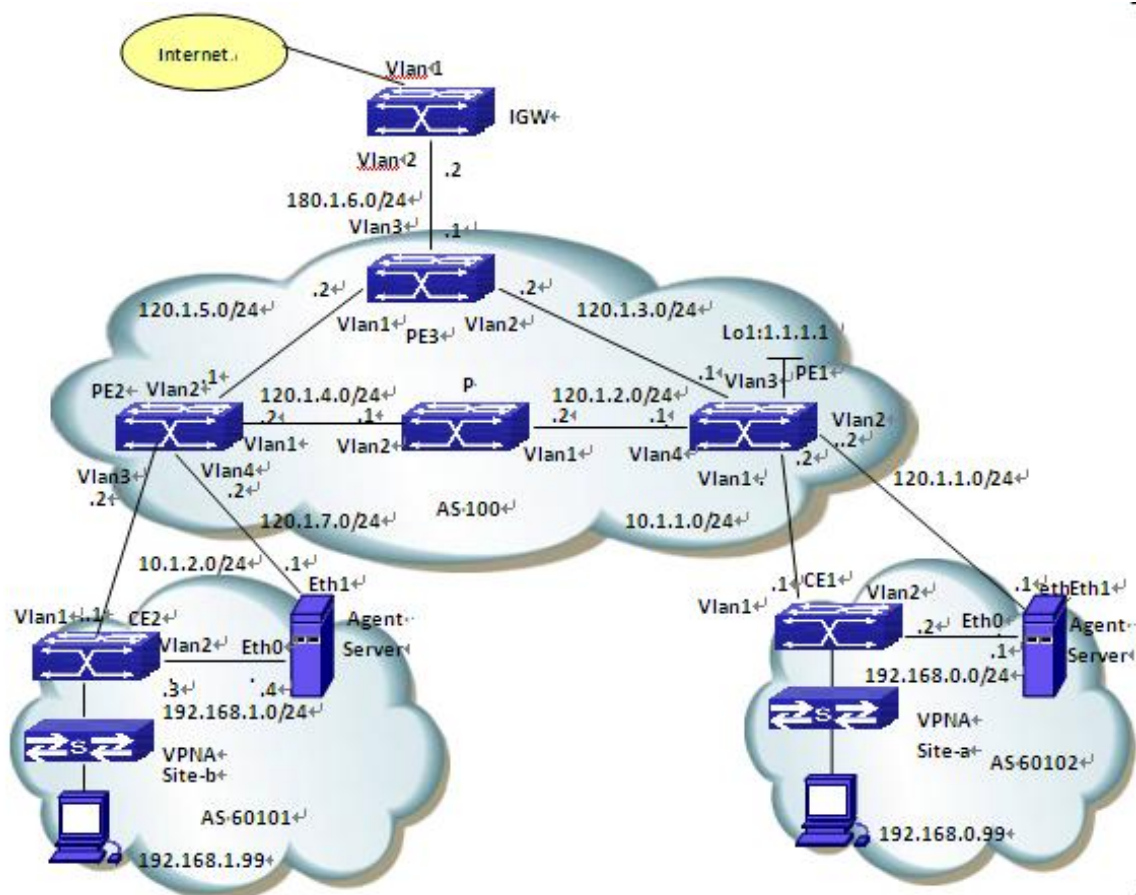 Internet
Vlan 1
IGW
Vlan 2
.2
180.1.6.0/24
Vlan3
.1
.2
.2
120.1.5.0/24
120.1.3.0/24
Vlan1
Vlan2
PE3
Lo1:1.1.1.1
PE2
Vlan2
.1
.1
Vlan3
PE1
P
120.1.4.0/24
120.1.2.0/24
.2
.1
.2
.1
Vlan2
..2
Vlan1
Vlan2
Vlan1
Vlan4
.2
Vlan3
.2
Vlan4
.2
Vlan1
120.1.1.0/24
120.1.7.0/24
AS-100
10.1.1.0/24
10.1.2.0/24
.1
Eth1
Vlan1
..1
CE2
Vlan2
Eth0
Agent
Server
.3
.4
192.168.1.0/24
VPNA
Site-b
AS-60101
192.168.1.99
.1
CE1
Vlan1
Vlan2
.1
ethEth1
.2
Eth0
.1
Agent
Server
192.168.0.0/24
VPNA
Site-a
AS-60102
192.168.0.99